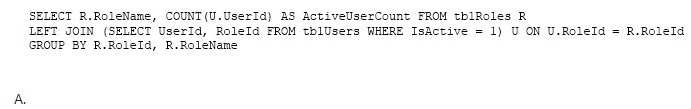 SELECT R.RoleName, COUNT(U.UserId) AS ActiveUserCount FROM tblRoles R
LEFT JOIN (SELECT UserId, RoleId FROM tblUsers WHERE IsActive = 1) U ON U.RoleId = R.RoleId
GROUP BY R.RoleId, R.RoleName
A.